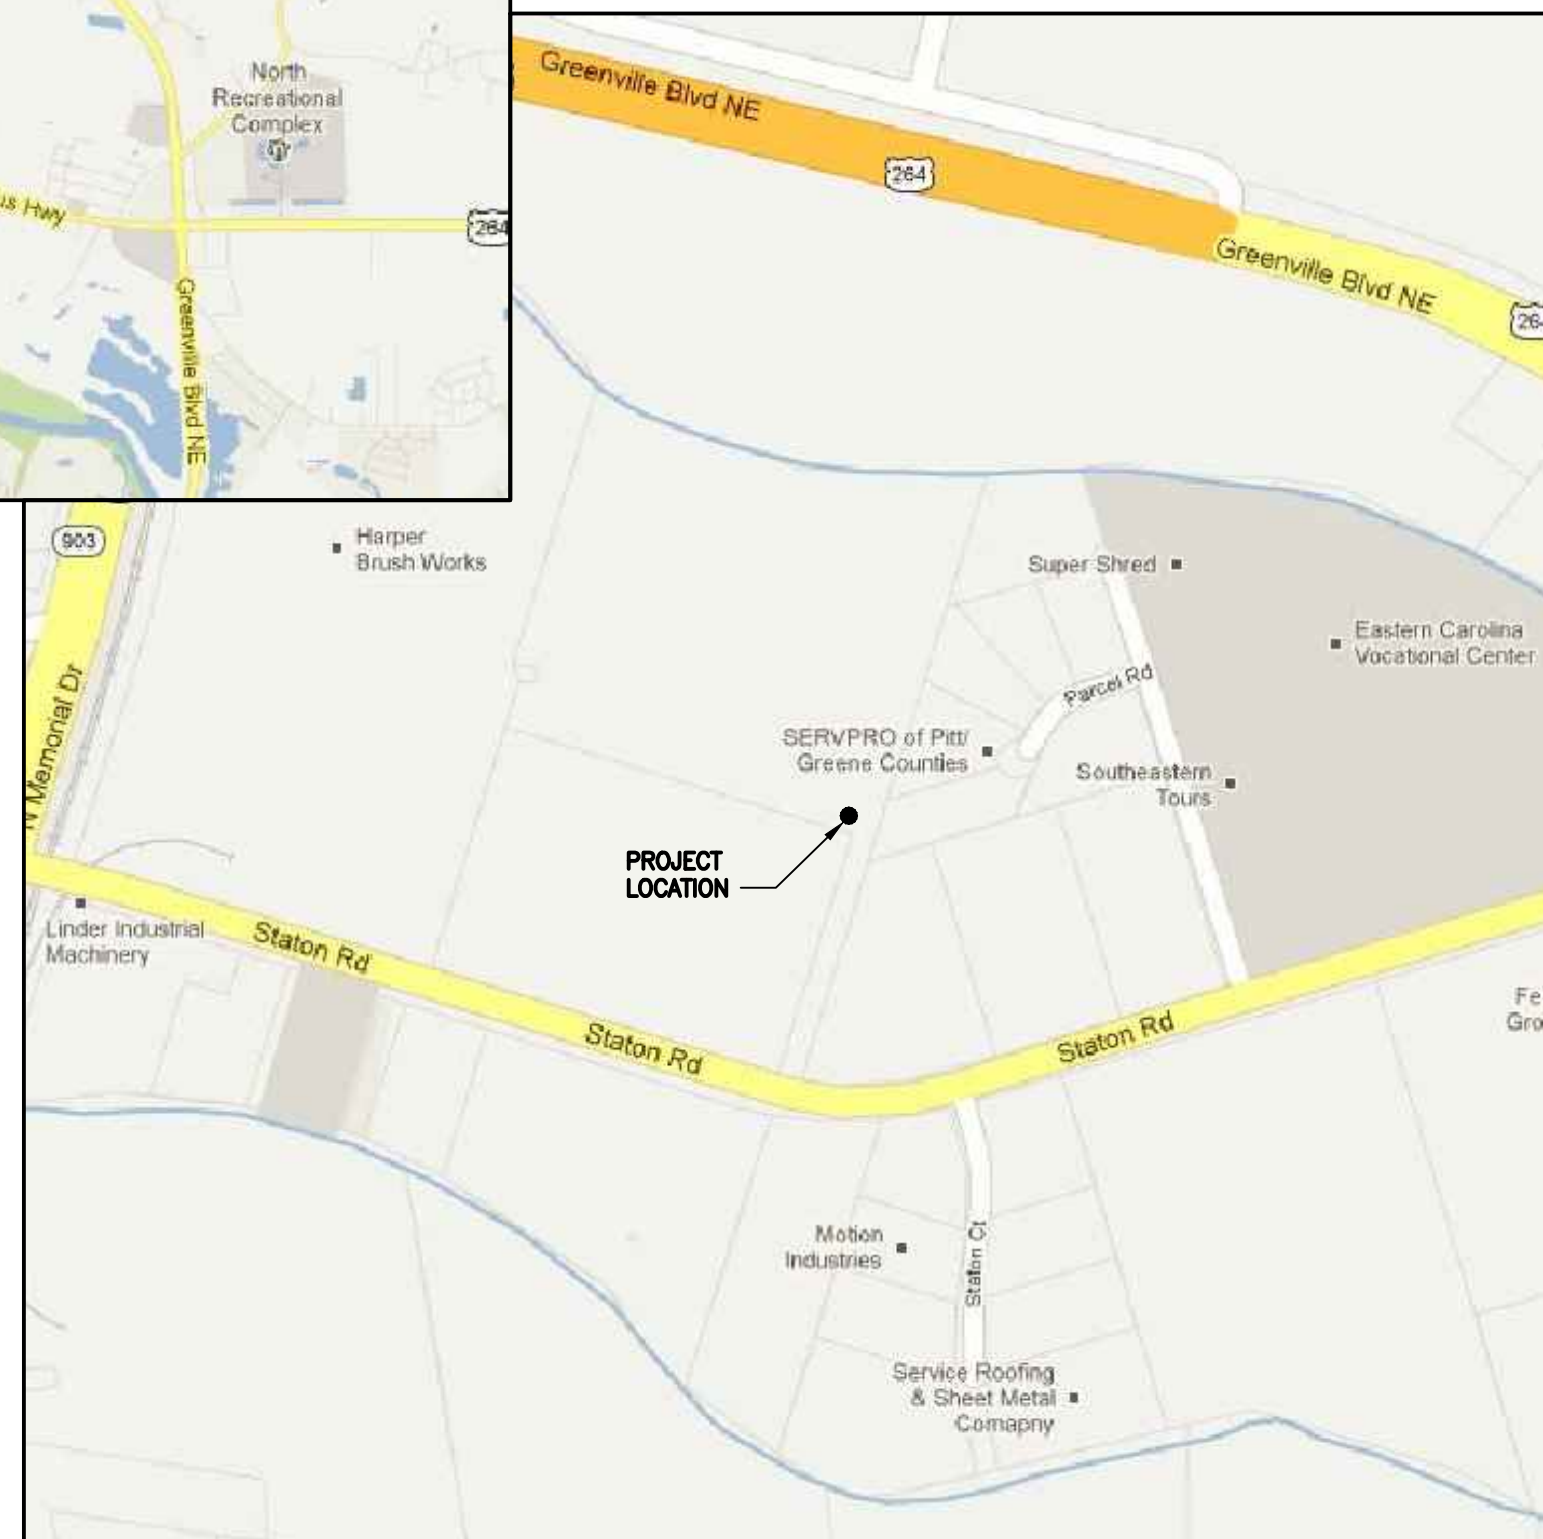 North
Recreational
Complex
us Hwy
264
Greenville Blvd NE
Greenville Blvd NE
264
Greenville Blvd NE
264
903
N Memorial Dr
Harper
Brush Works
Super Shred
Eastern Carolina
Vocational Center
Parcel Rd
SERVPRO of Pitt/
Greene Counties
Southeastern
Tours
PROJECT
LOCATION
Linder Industrial
Machinery
Staton Rd
Staton Rd
Staton Rd
Fe
Gro
Motion
Industries
Staton Ct
Service Roofing
& Sheet Metal
Comapny